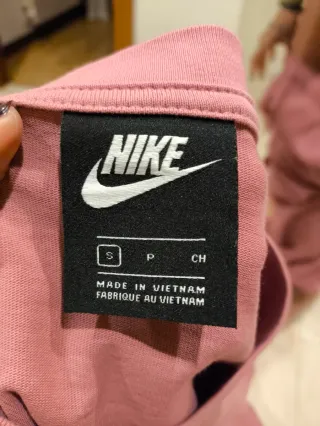 NIKE
S P CH
MADE IN VIETNAM
FABRIQUE AU VIETNAM